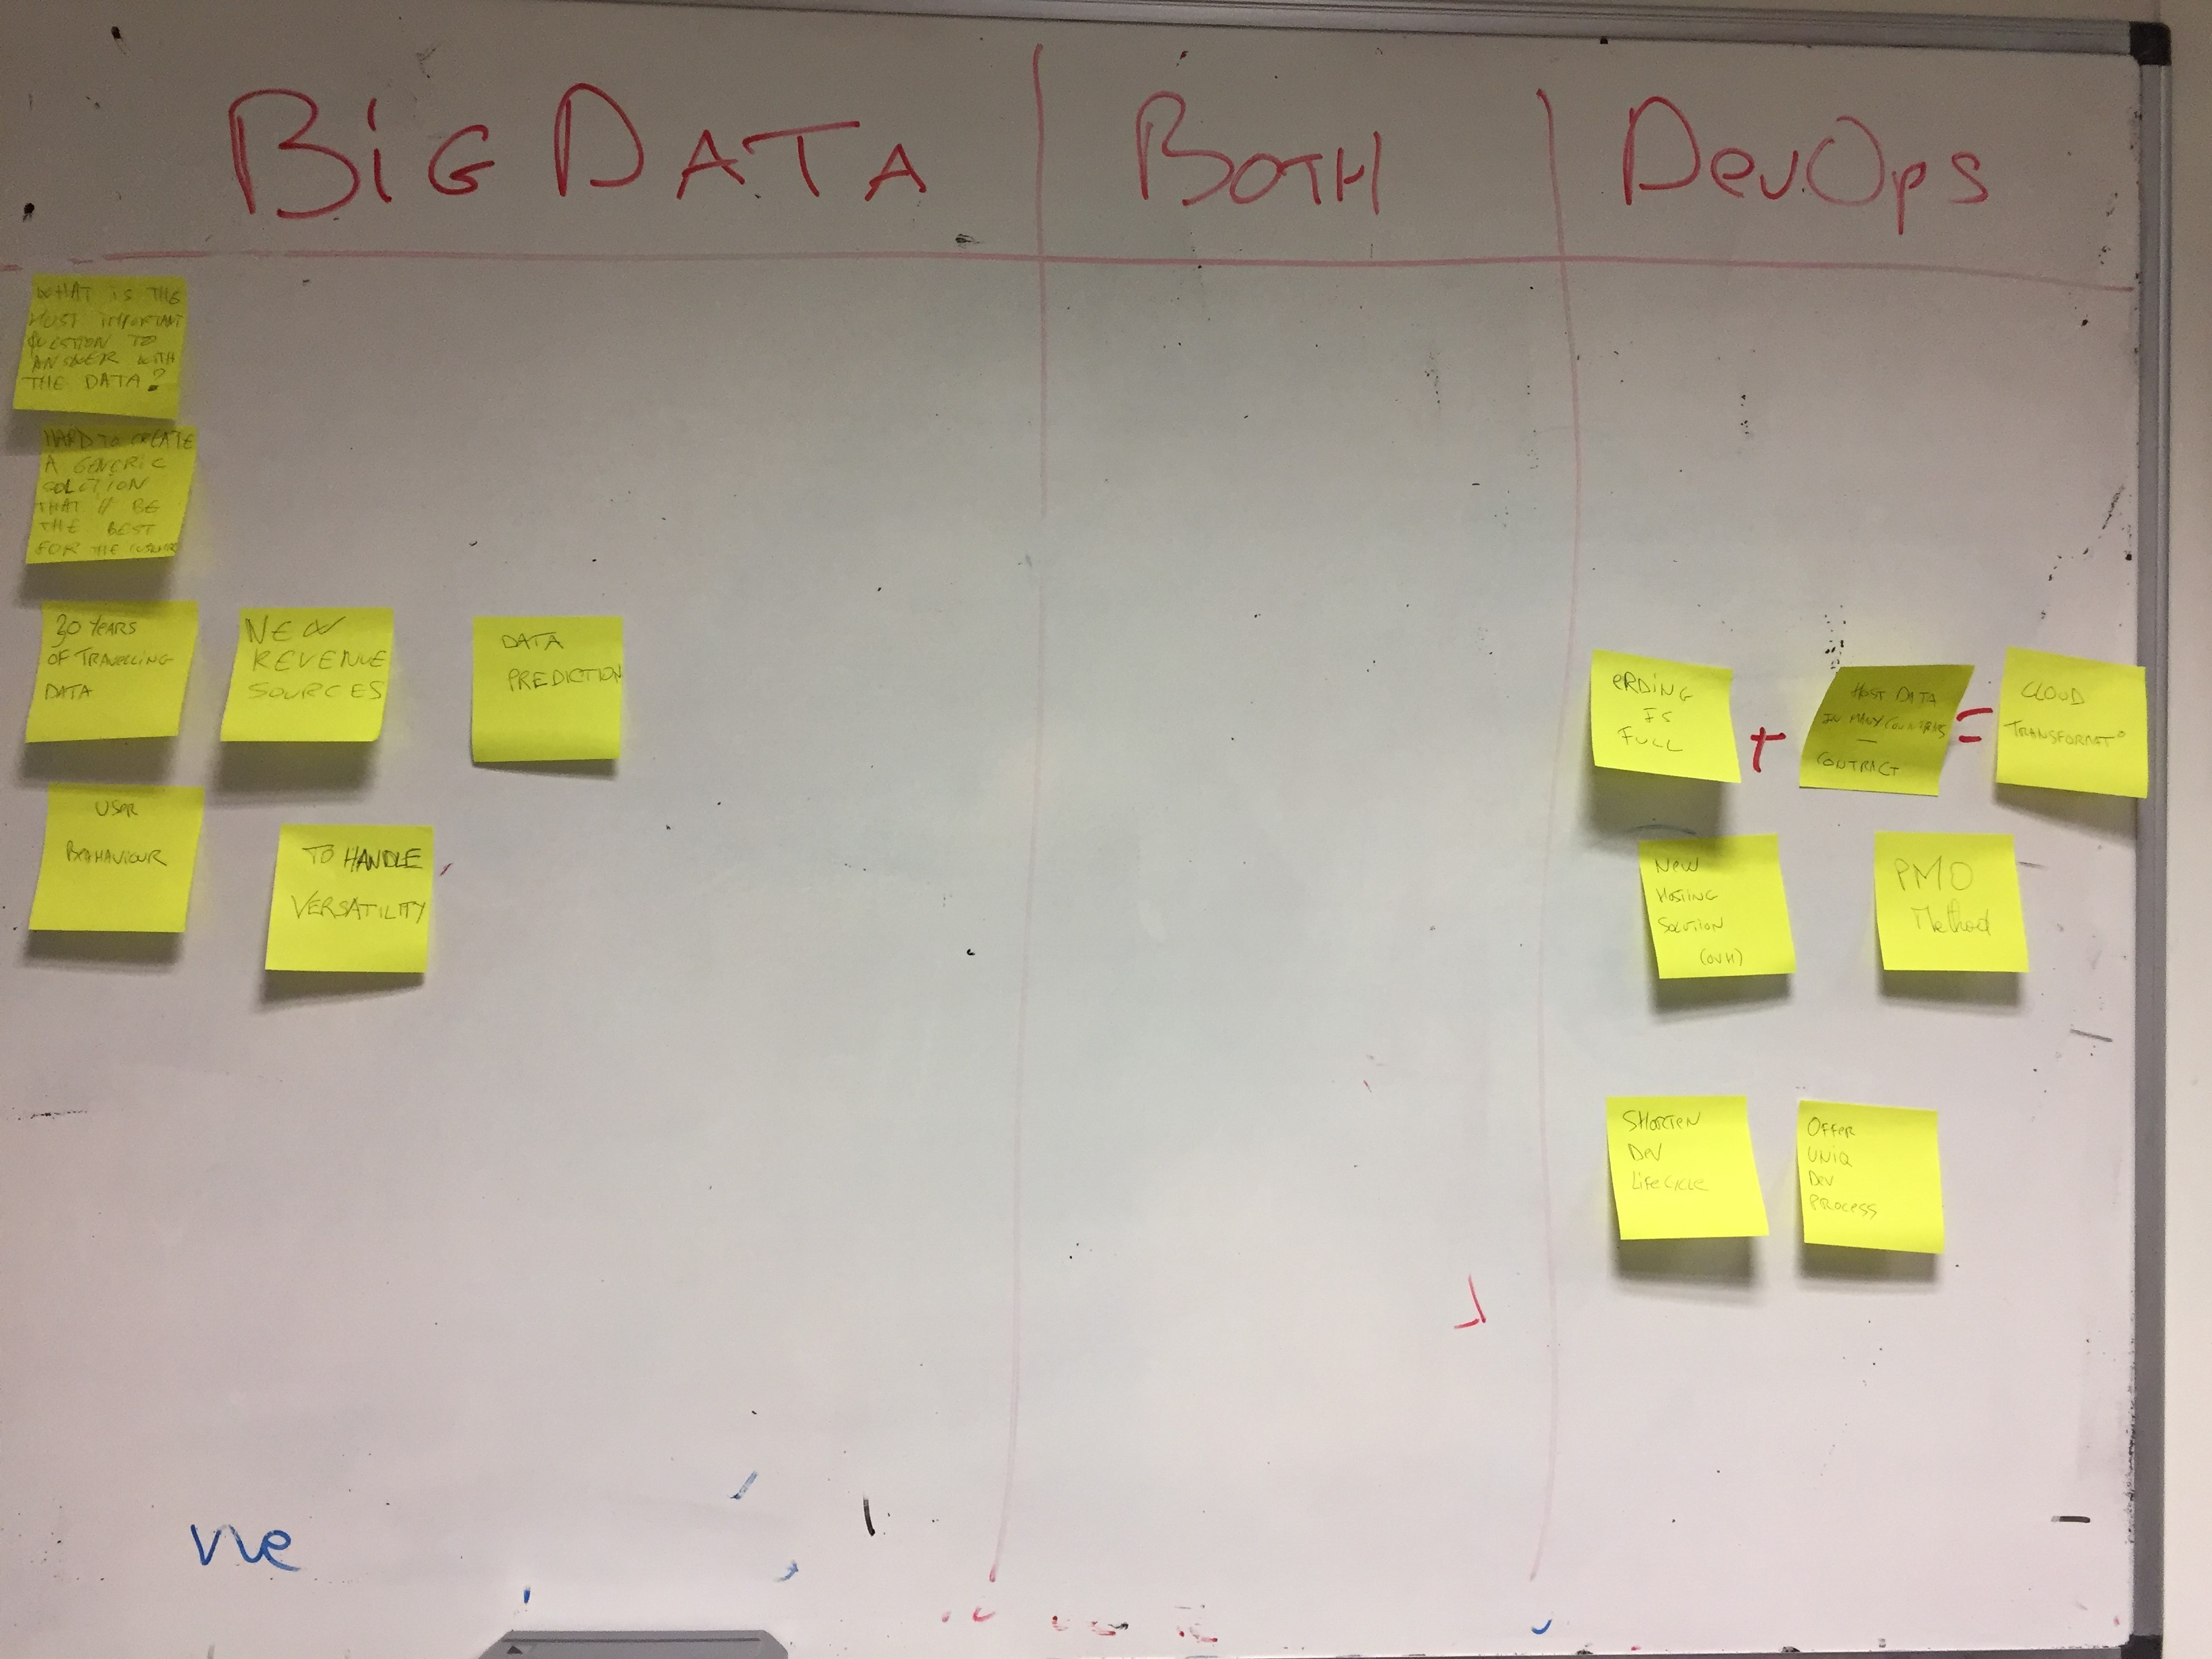 BiG DATA
BOTH
DevOps
WHAT iS THE
MOST IMPORTANT
QUESTION TO
ANSWER WITH
THE DATA?
HARD TO CREATE
A GENERIC
SOLUTION
THAT'll BE
THE BEST
FOR THE
20 YEARS
OF TRAVELLING
DATA
NEW
REVENUE
SOURCES
DATA
PREDICTION
USER
BEHAVIOUR
TO HANDLE
VERSATILITY
eRDiNG
IS
FULL
+
HOST DATA
IN MANY COUNTRIES
—
CONTRACT
=
CLOUD
TRANSFORMAT°
New
HOSTING
SOLUTION
(OVH)
PMO
Method
SHORTEN
DEV
LifeCICLE
OFFER
UNIQ
DEV
PROCESS
we